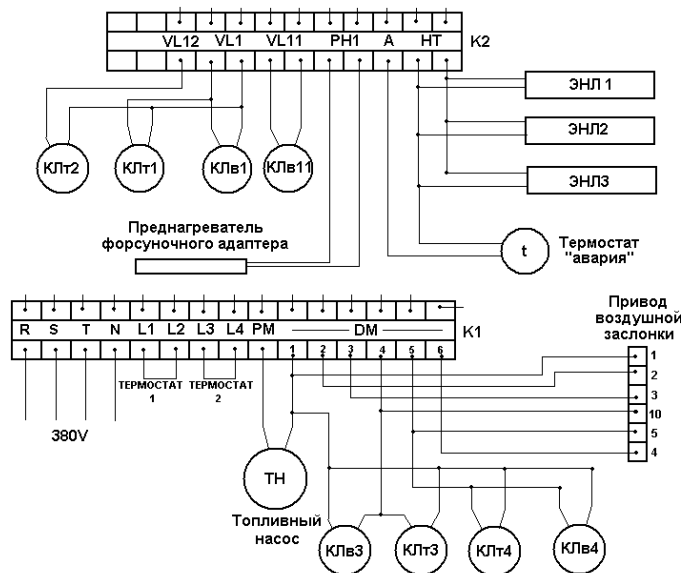 VL12 VL1 VL11 PH1 A HT K2
ЭНЛ 1
ЭНЛ2
ЭНЛ3
КЛт2 КЛт1 КЛв1 КЛв11
Преднагреватель
форсуночного адаптера
t
Термостат
"авария"
R S T N L1 L2 L3 L4 PM DM K1
1 2 3 4 5 6
Привод
воздушной
заслонки
1
2
3
10
5
4
ТЕРМОСТАТ
1
ТЕРМОСТАТ
2
380V
ТН
Топливный
насос
КЛв3 КЛт3 КЛт4 КЛв4